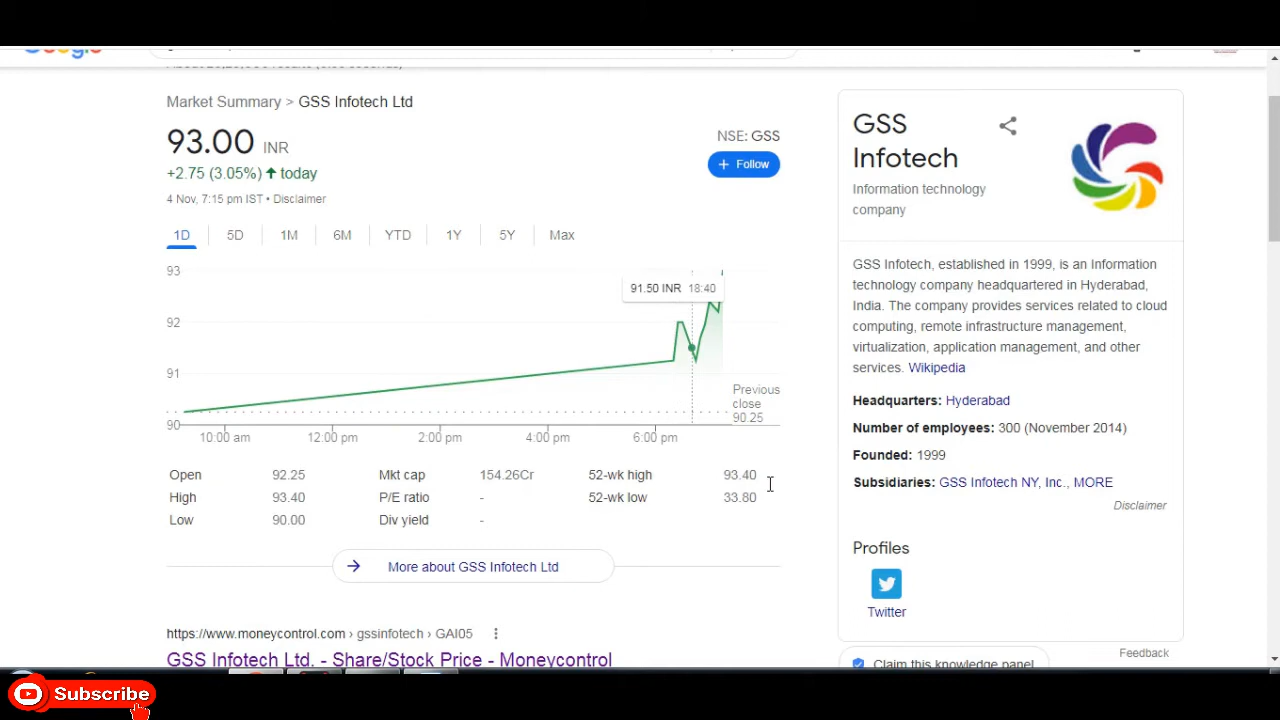 Market Summary > GSS Infotech Ltd
93.00 INR
NSE: GSS
+ Follow
+2.75 (3.05%) ↑ today
4 Nov, 7:15 pm IST • Disclaimer
1D 5D 1M 6M YTD 1Y 5Y Max
93
92
91
90
91.50 INR 18:40
Previous
close
90.25
10:00 am 12:00 pm 2:00 pm 4:00 pm 6:00 pm
Open 92.25 Mkt cap 154.26Cr 52-wk high 93.40
High 93.40 P/E ratio - 52-wk low 33.80
Low 90.00 Div yield -
More about GSS Infotech Ltd
https://www.moneycontrol.com › gssinfotech › GAI05
GSS Infotech Ltd. - Share/Stock Price - Moneycontrol
GSS
Infotech
Information technology
company
GSS Infotech, established in 1999, is an Information
technology company headquartered in Hyderabad,
India. The company provides services related to cloud
computing, remote infrastructure management,
virtualization, application management, and other
services. Wikipedia
Headquarters: Hyderabad
Number of employees: 300 (November 2014)
Founded: 1999
Subsidiaries: GSS Infotech NY, Inc., MORE
Disclaimer
Profiles
Twitter
Feedback
Claim this knowledge panel
Subscribe